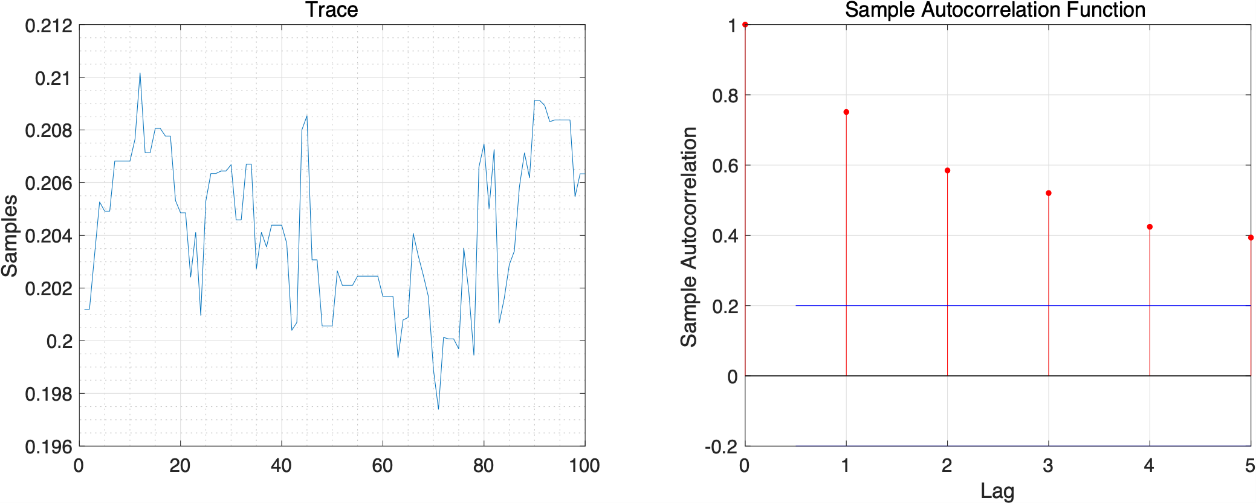 Trace
0.212
0.21
0.208
0.206
0.204
0.202
0.2
0.198
0.196
Samples
0 20 40 60 80 100
Sample Autocorrelation Function
1
0.8
0.6
0.4
0.2
0
-0.2
Sample Autocorrelation
0 1 2 3 4 5
Lag